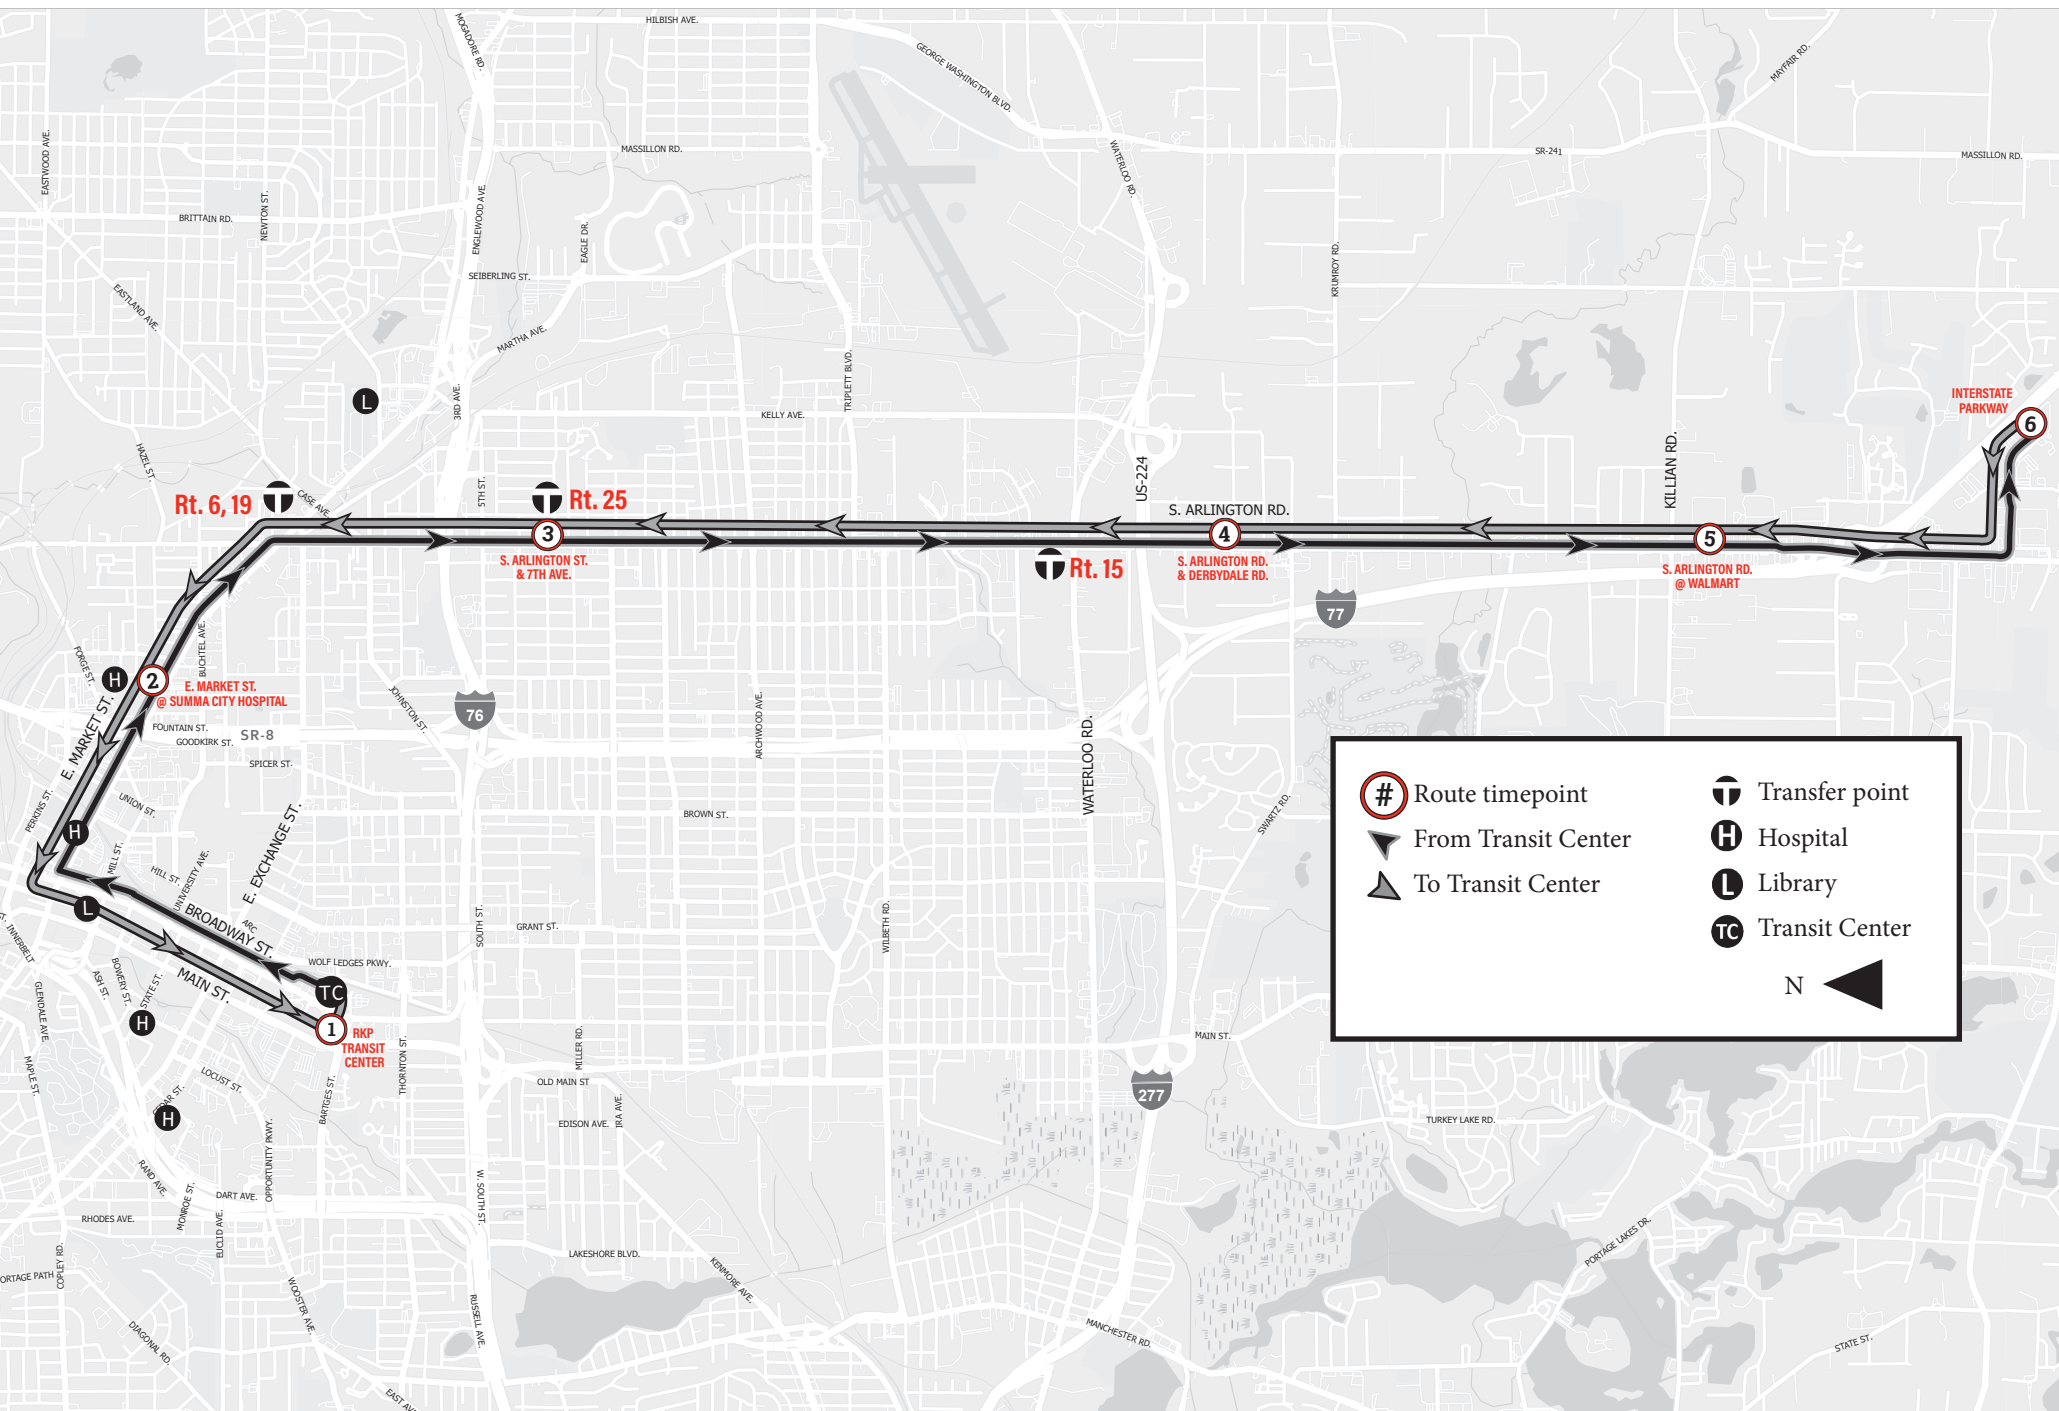 HILBISH AVE.
MOGADORE RD.
GEORGE WASHINGTON BLVD.
MAYFAIR RD.
EASTWOOD AVE.
MASSILLON RD.
WATERLOO RD.
SR-241
MASSILLON RD.
BRITTAIN RD.
NEWTON ST.
ENGLEWOOD AVE.
EAGLE DR.
SEIBERLING ST.
KRUMROY RD.
EASTLAND AVE.
MARTHA AVE.
TRIPLETT BLVD.
L
3RD AVE.
KELLY AVE.
INTERSTATE
PARKWAY
6
HAZEL ST.
KILLIAN RD.
US-224
5TH ST.
CASE AVE.
Rt. 6, 19
T
T
Rt. 25
S. ARLINGTON RD.
3
4
5
S. ARLINGTON ST.
& 7TH AVE.
T
Rt. 15
S. ARLINGTON RD.
& DERBYDALE RD.
S. ARLINGTON RD.
@ WALMART
77
FORGE ST.
BUCHTEL AVE.
H
2
E. MARKET ST.
@ SUMMA CITY HOSPITAL
E. MARKET ST.
JOHNSTON ST.
76
ARCHWOOD AVE.
WATERLOO RD.
FOUNTAIN ST.
GOODKIRK ST.
SR-8
SPICER ST.
PERKINS ST.
UNION ST.
BROWN ST.
SWARTZ RD.
H
MILL ST.
HILL ST.
UNIVERSITY AVE.
E. EXCHANGE ST.
L
BROADWAY ST.
ARC
SOUTH ST.
GRANT ST.
WILBETH RD.
INNERBELT
WOLF LEDGES PKWY.
ASH ST.
BOWERY ST.
STATE ST.
MAIN ST.
TC
GLENDALE AVE.
H
1
RKP
TRANSIT
CENTER
THORNTON ST.
MILLER RD.
MAIN ST.
MAPLE ST.
LOCUST ST.
BARTGES ST.
OLD MAIN ST
277
H
IRA AVE.
EDISON AVE.
TURKEY LAKE RD.
OPPORTUNITY PKWY.
RAND AVE.
DART AVE.
W. SOUTH ST.
RHODES AVE.
MONROE ST.
EUCLID AVE.
COPLEY RD.
LAKESHORE BLVD.
KENMORE AVE.
PORTAGE LAKES DR.
WOOSTER AVE.
RUSSELL AVE.
DIAGONAL RD.
MANCHESTER RD.
STATE ST.
# Route timepoint
From Transit Center
To Transit Center
T Transfer point
H Hospital
L Library
TC Transit Center
N